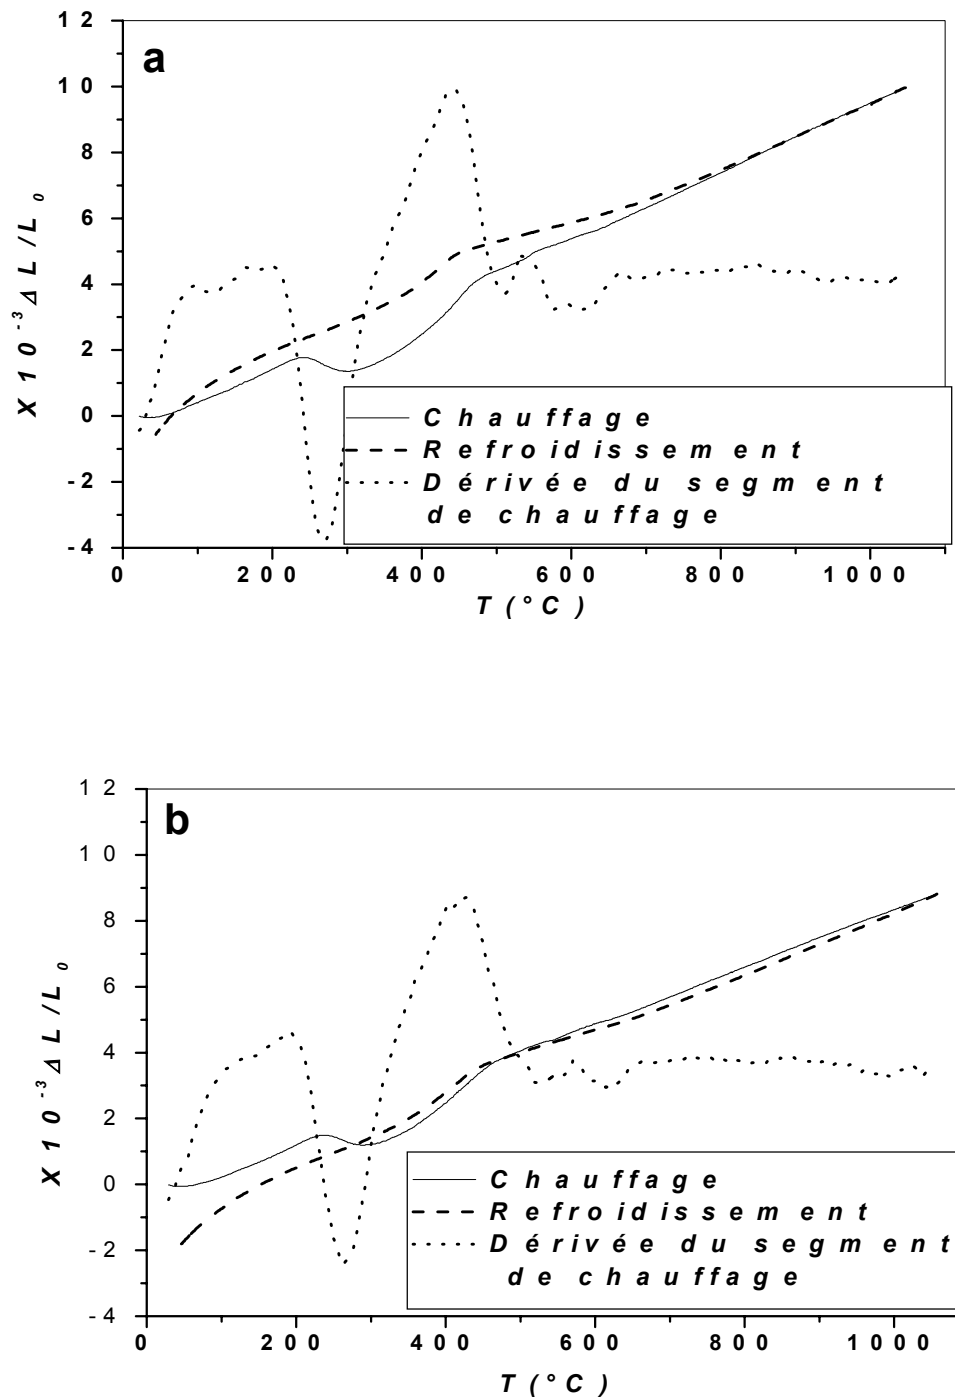 a
12
10
8
6
4
2
0
-2
-4
X 10⁻³ Δ L /L₀
Chauffage
Refroidissement
Dérivée du segment
de chauffage
0 200 400 600 800 1000
T (°C)
b
12
10
8
6
4
2
0
-2
-4
X 10⁻³ Δ L /L₀
Chauffage
Refroidissement
Dérivée du segment
de chauffage
0 200 400 600 800 1000
T (°C)